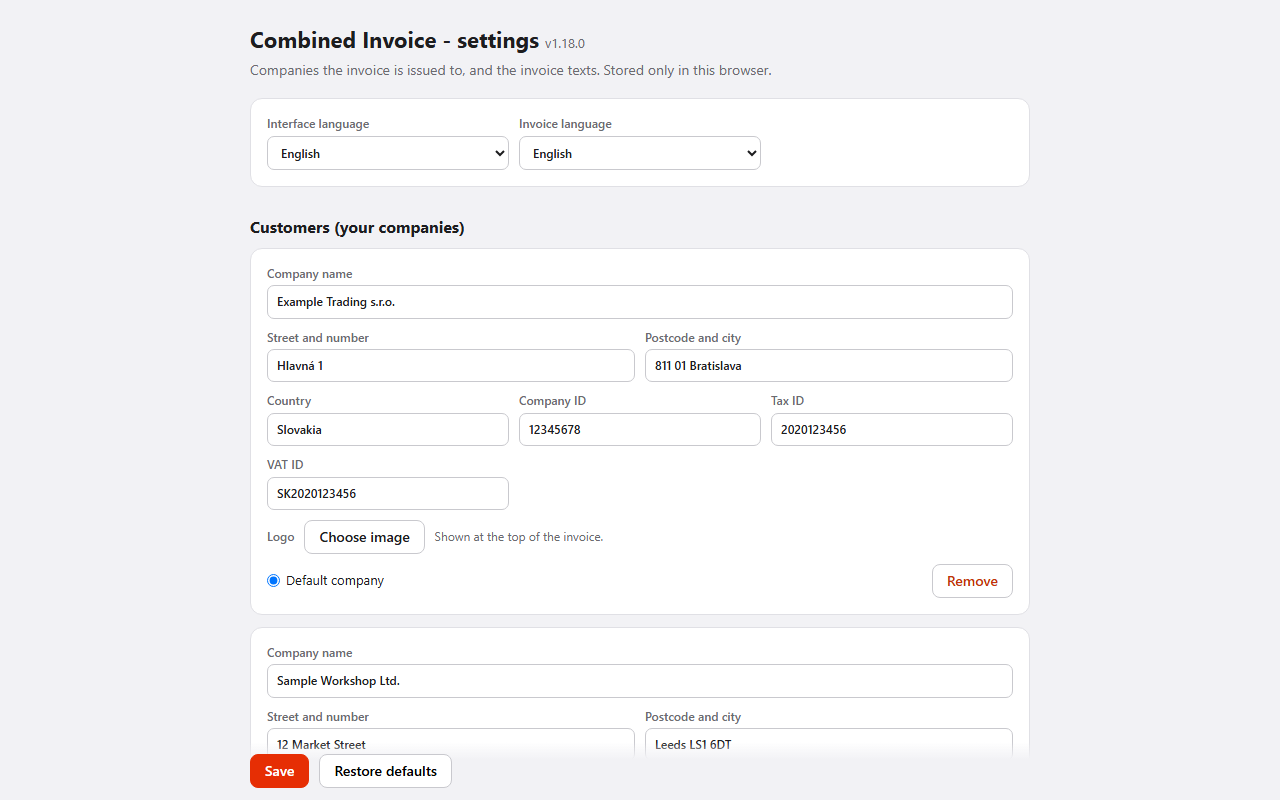 Combined Invoice - settings v1.18.0
Companies the invoice is issued to, and the invoice texts. Stored only in this browser.
Interface language Invoice language
English English
Customers (your companies)
Company name
Example Trading s.r.o.
Street and number Postcode and city
Hlavná 1 811 01 Bratislava
Country Company ID Tax ID
Slovakia 12345678 2020123456
VAT ID
SK2020123456
Logo Choose image Shown at the top of the invoice.
Default company Remove
Company name
Sample Workshop Ltd.
Street and number Postcode and city
12 Market Street Leeds LS1 6DT
Save Restore defaults